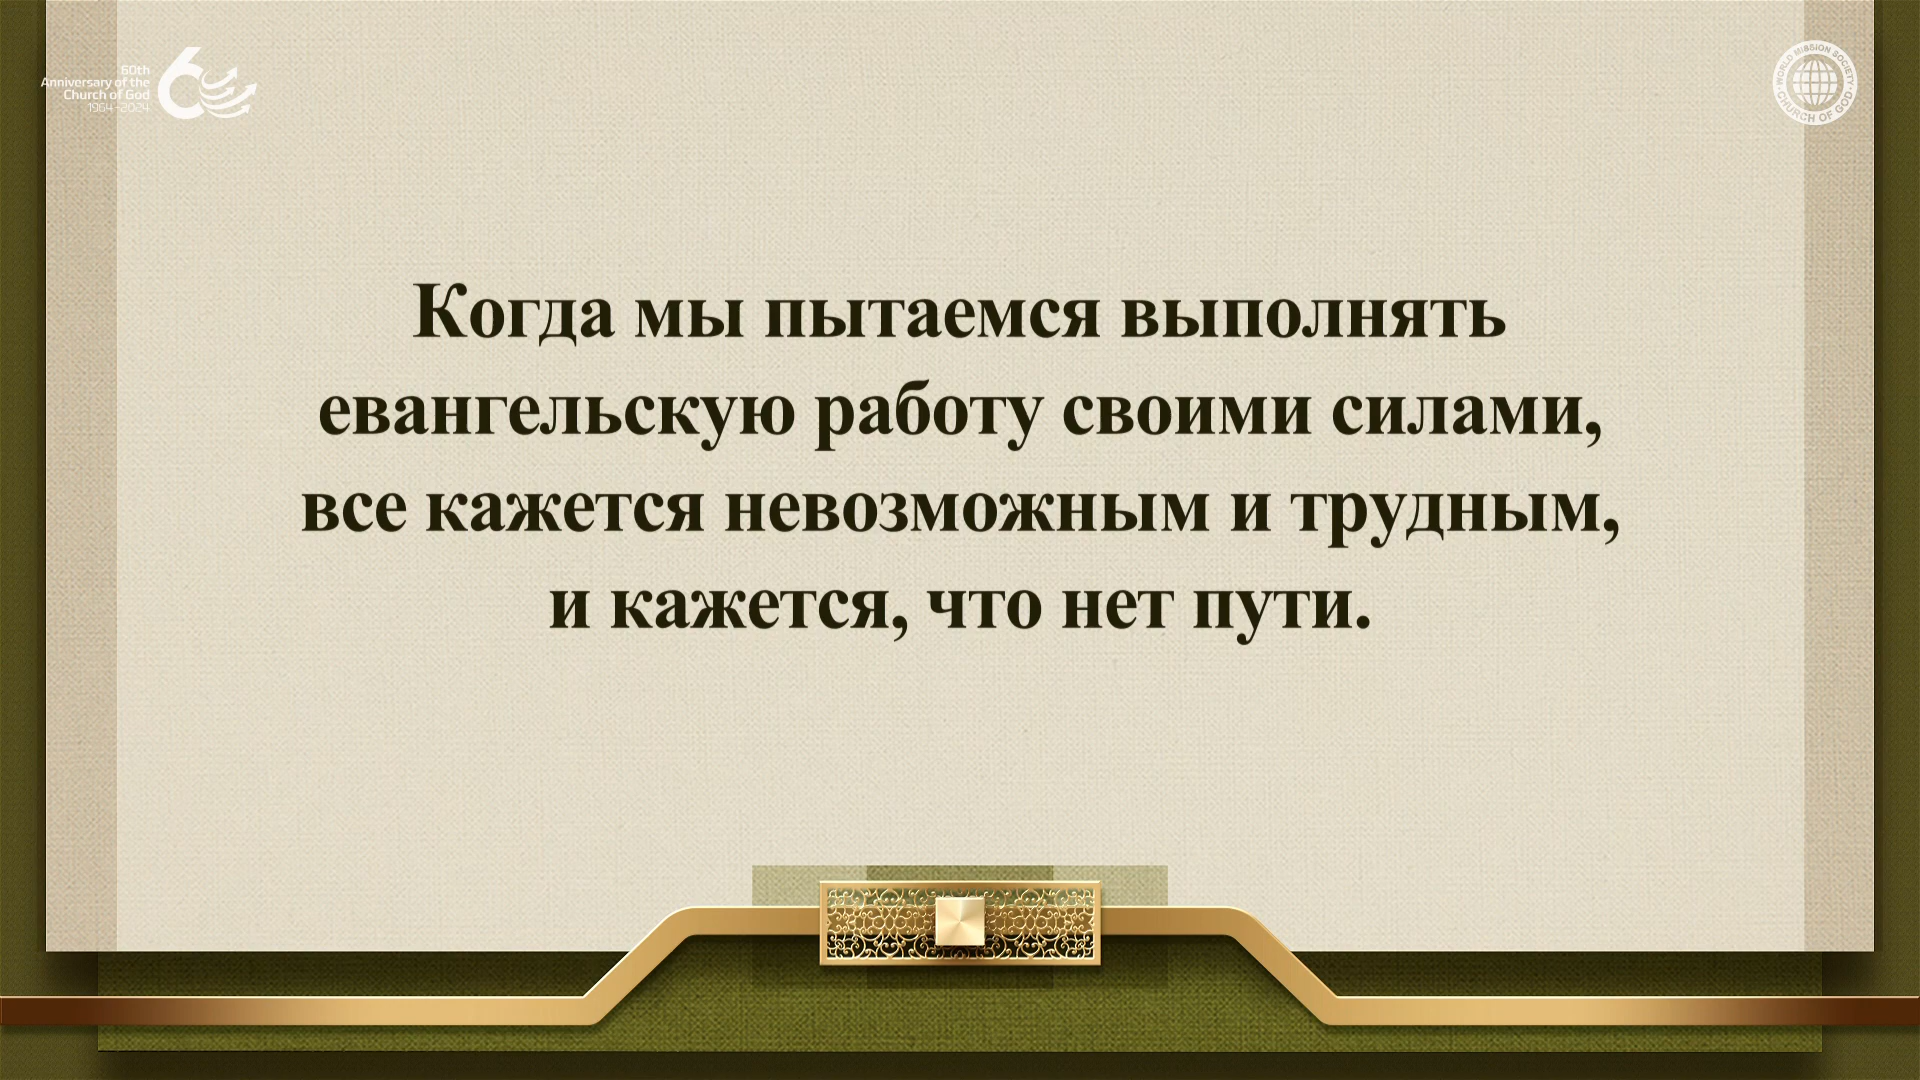 60th
Anniversary of the
Church of God
1964-2024
WORLD MISSION SOCIETY
CHURCH OF GOD
Когда мы пытаемся выполнять
евангельскую работу своими силами,
все кажется невозможным и трудным,
и кажется, что нет пути.